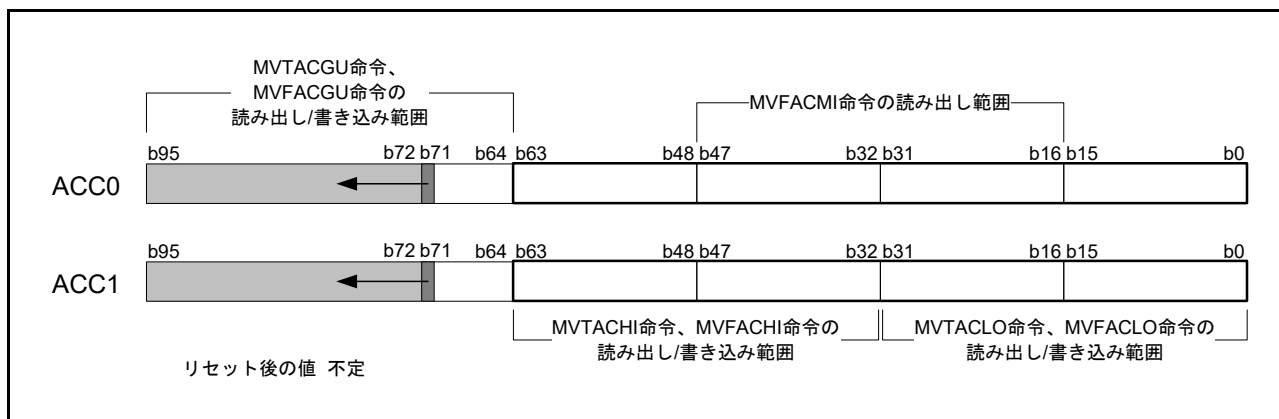 MVTACGU命令、
MVFACGU命令の
読み出し/書き込み範囲
MVFACMI命令の読み出し範囲
b95 b72 b71 b64 b63 b48 b47 b32 b31 b16 b15 b0
ACC0
b95 b72 b71 b64 b63 b48 b47 b32 b31 b16 b15 b0
ACC1
MVTACHI命令、MVFACHI命令の
読み出し/書き込み範囲
MVTACLO命令、MVFACLO命令の
読み出し/書き込み範囲
リセット後の値 不定